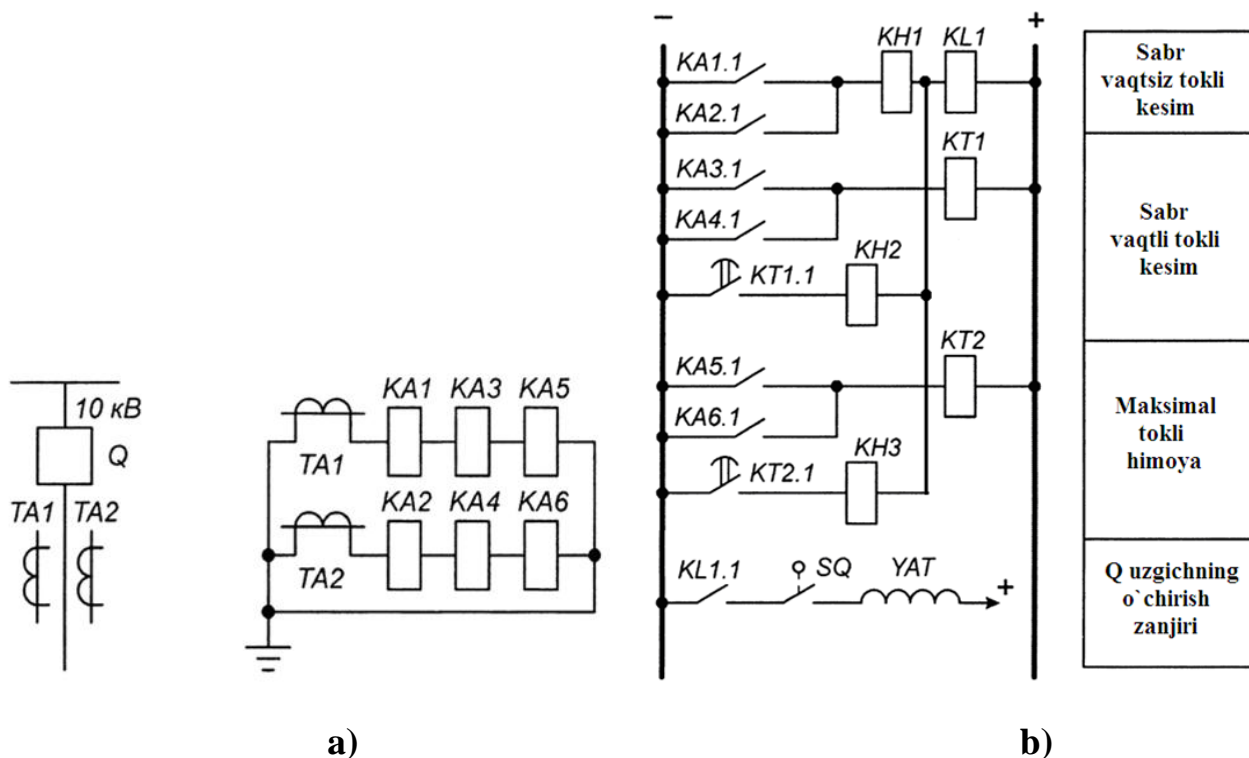 10 кВ
Q
TA1 TA2
KA1 KA3 KA5
TA1
KA2 KA4 KA6
TA2
a)
– +
KH1 KL1
KA1.1
KA2.1
KT1
KA3.1
KA4.1
KH2
KT1.1
KT2
KA5.1
KA6.1
KH3
KT2.1
KL1.1 SQ YAT +
Sabr
vaqtsiz tokli
kesim
Sabr
vaqtli tokli
kesim
Maksimal
tokli
himoya
Q uzgichning
o`chirish
zanjiri
b)